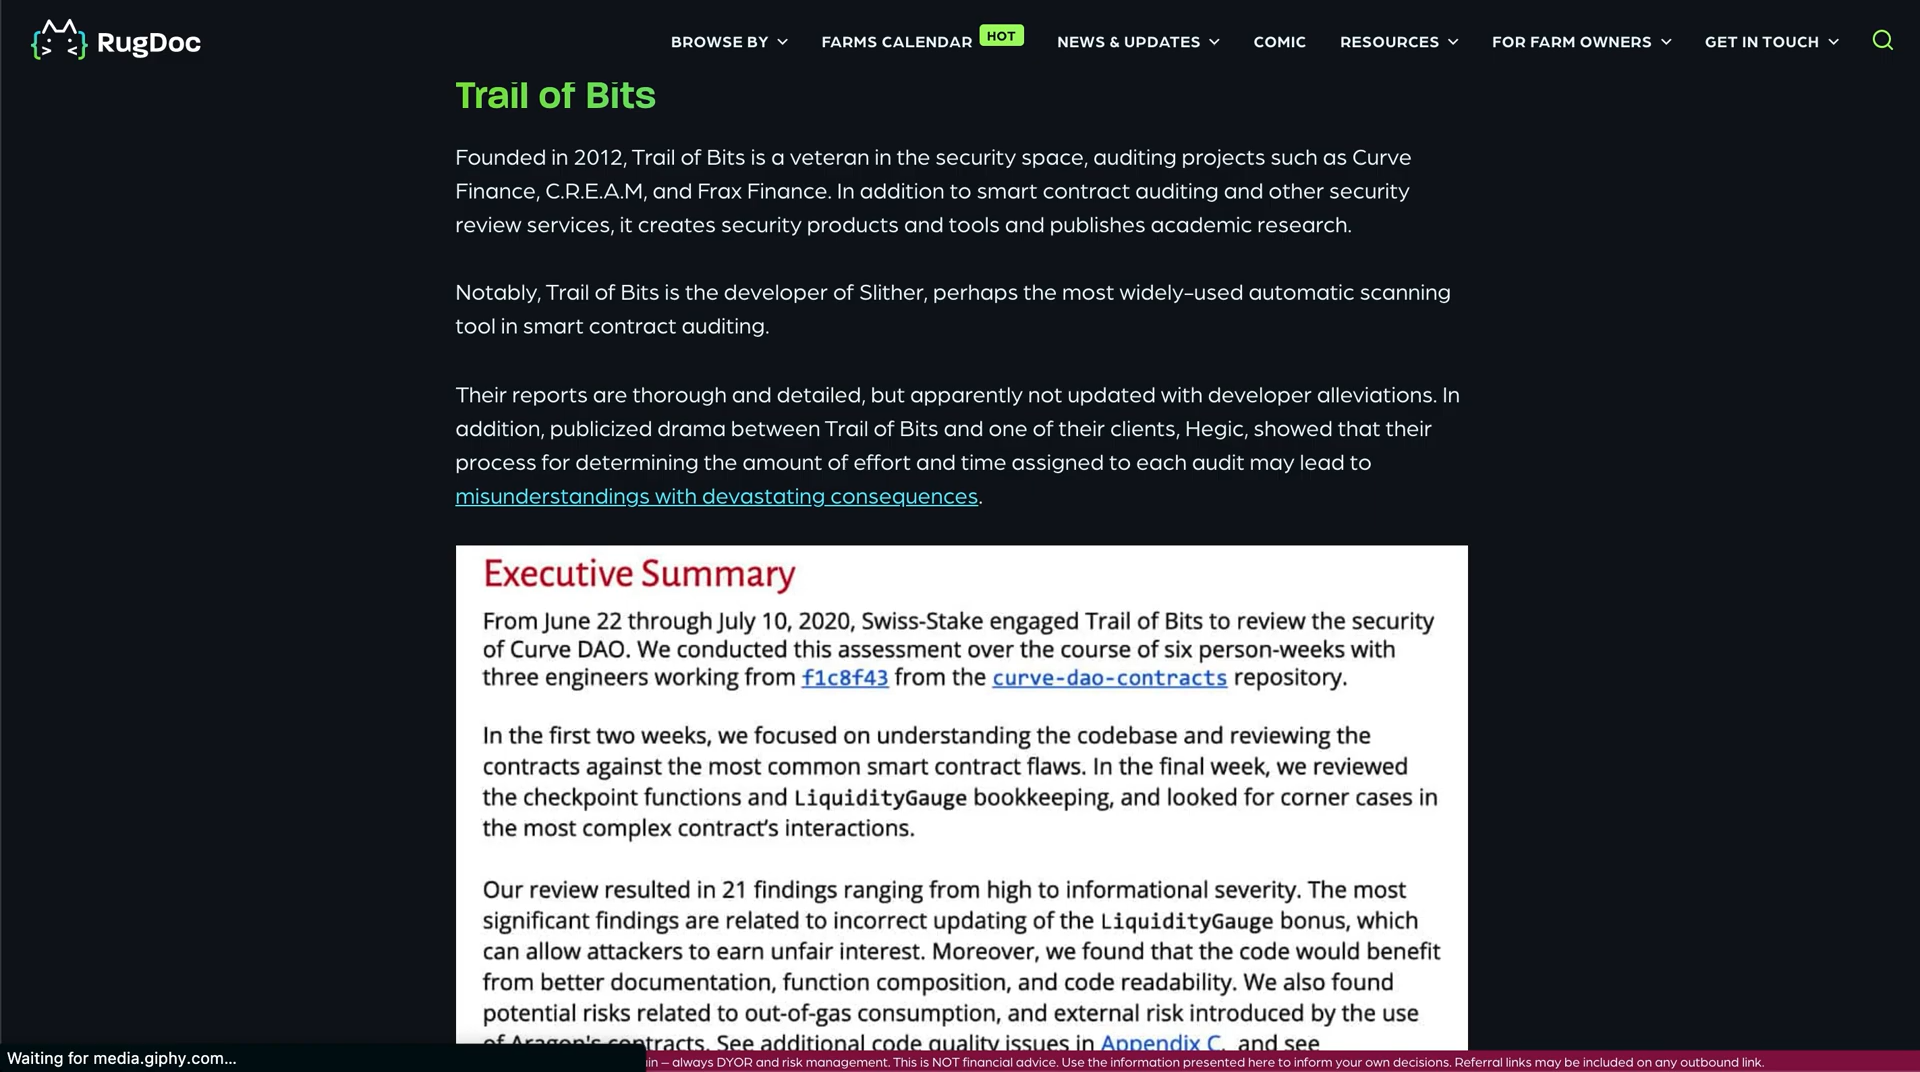 RugDoc
BROWSE BY
FARMS CALENDAR
HOT
NEWS & UPDATES
COMIC
RESOURCES
FOR FARM OWNERS
GET IN TOUCH
Trail of Bits
Founded in 2012, Trail of Bits is a veteran in the security space, auditing projects such as Curve
Finance, C.R.E.A.M, and Frax Finance. In addition to smart contract auditing and other security
review services, it creates security products and tools and publishes academic research.
Notably, Trail of Bits is the developer of Slither, perhaps the most widely-used automatic scanning
tool in smart contract auditing.
Their reports are thorough and detailed, but apparently not updated with developer alleviations. In
addition, publicized drama between Trail of Bits and one of their clients, Hegic, showed that their
process for determining the amount of effort and time assigned to each audit may lead to
misunderstandings with devastating consequences.
Executive Summary
From June 22 through July 10, 2020, Swiss-Stake engaged Trail of Bits to review the security
of Curve DAO. We conducted this assessment over the course of six person-weeks with
three engineers working from f1c8f43 from the curve-dao-contracts repository.
In the first two weeks, we focused on understanding the codebase and reviewing the
contracts against the most common smart contract flaws. In the final week, we reviewed
the checkpoint functions and LiquidityGauge bookkeeping, and looked for corner cases in
the most complex contract's interactions.
Our review resulted in 21 findings ranging from high to informational severity. The most
significant findings are related to incorrect updating of the LiquidityGauge bonus, which
can allow attackers to earn unfair interest. Moreover, we found that the code would benefit
from better documentation, function composition, and code readability. We also found
potential risks related to out-of-gas consumption, and external risk introduced by the use
of Aragon's contracts. See additional code quality issues in Appendix C, and see
Waiting for media.giphy.com...
– always DYOR and risk management. This is NOT financial advice. Use the information presented here to inform your own decisions. Referral links may be included on any outbound link.